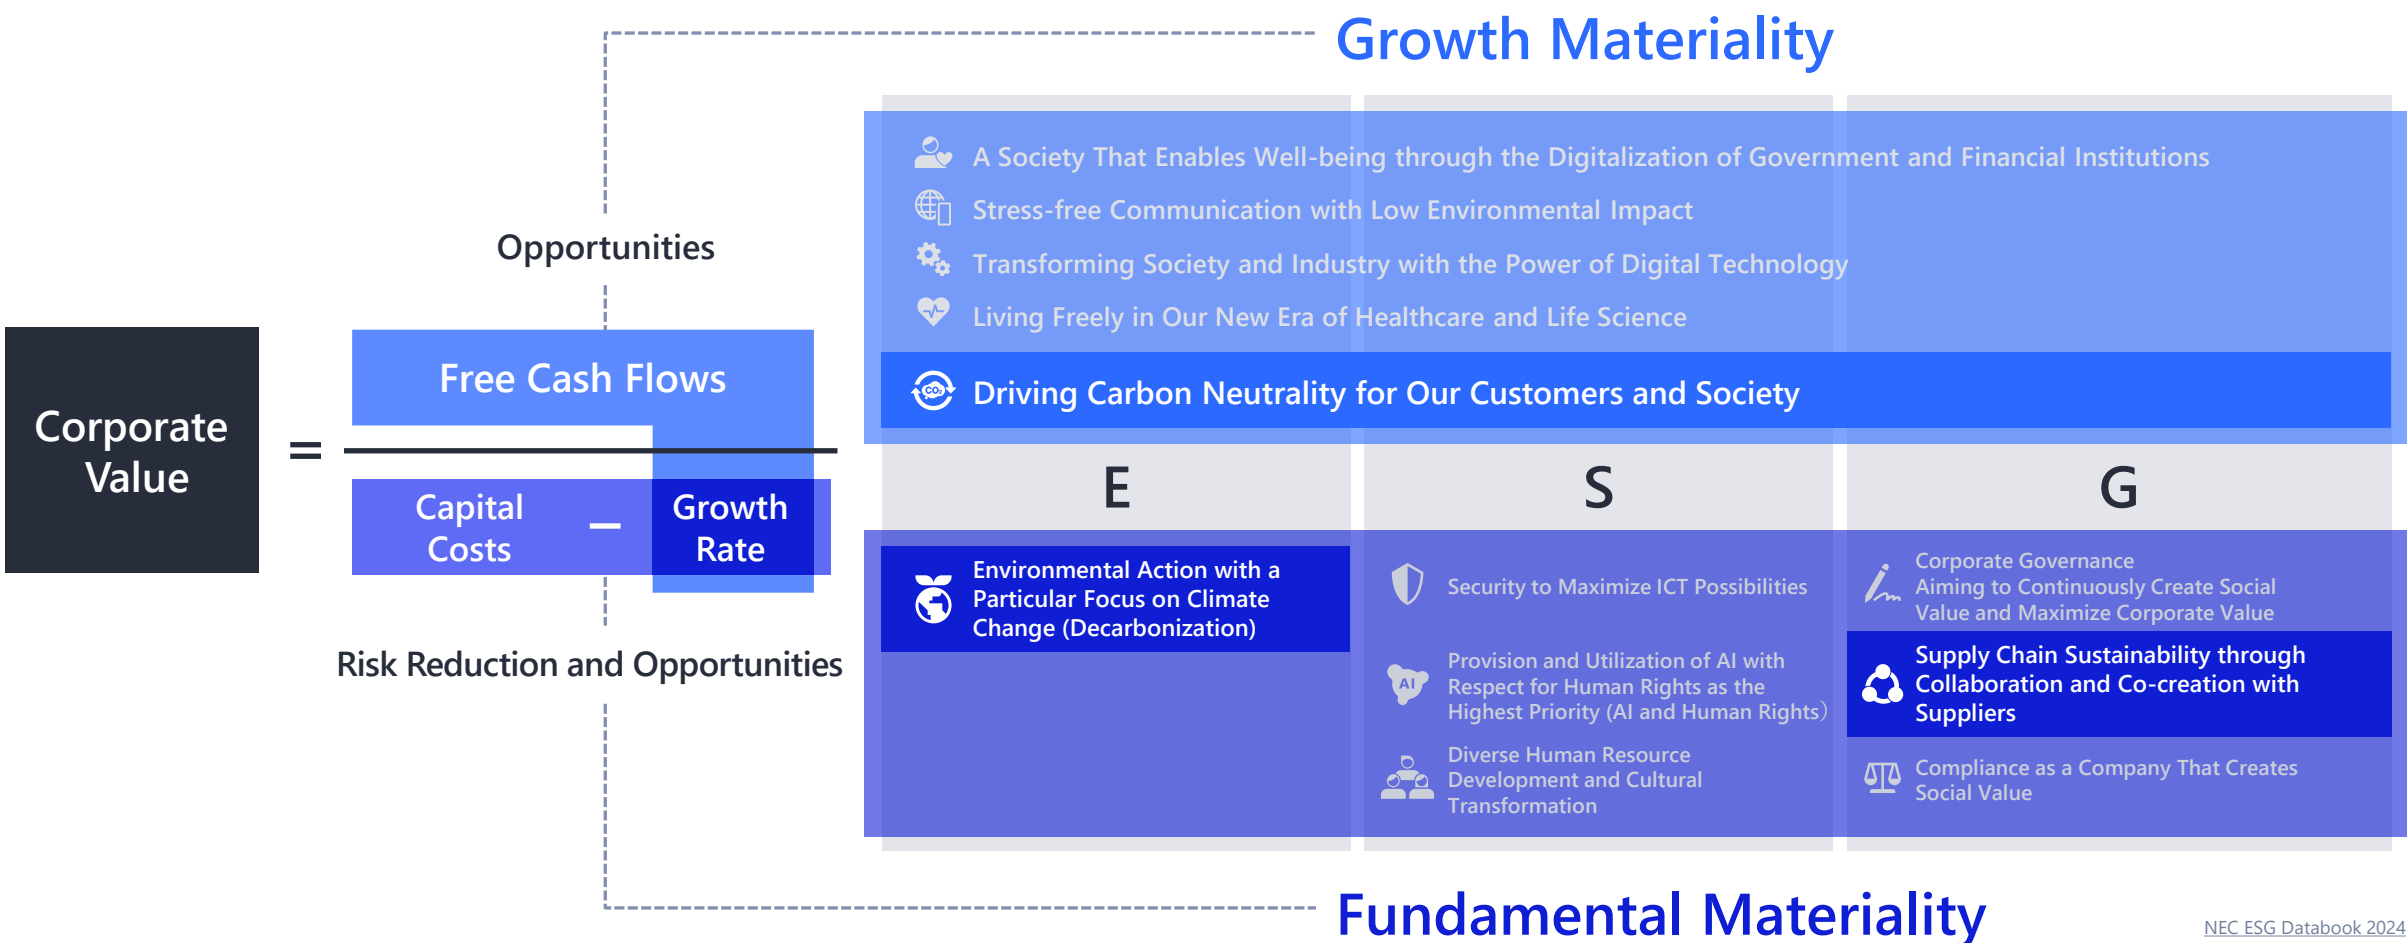 Growth Materiality
A Society That Enables Well-being through the Digitalization of Government and Financial Institutions
Stress-free Communication with Low Environmental Impact
Transforming Society and Industry with the Power of Digital Technology
Living Freely in Our New Era of Healthcare and Life Science
CO₂
Driving Carbon Neutrality for Our Customers and Society
Opportunities
Free Cash Flows
Corporate
Value
=
Capital
Costs
–
Growth
Rate
Risk Reduction and Opportunities
E
S
G
Environmental Action with a
Particular Focus on Climate
Change (Decarbonization)
Security to Maximize ICT Possibilities
AI
Provision and Utilization of AI with
Respect for Human Rights as the
Highest Priority (AI and Human Rights）
Diverse Human Resource
Development and Cultural
Transformation
Corporate Governance
Aiming to Continuously Create Social
Value and Maximize Corporate Value
Supply Chain Sustainability through
Collaboration and Co-creation with
Suppliers
Compliance as a Company That Creates
Social Value
Fundamental Materiality
NEC ESG Databook 2024